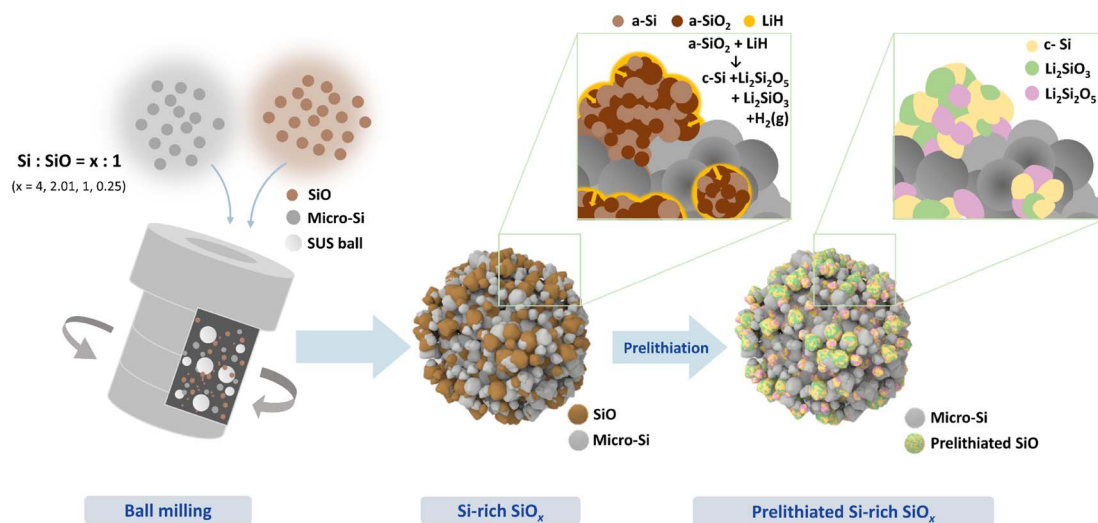 Si : SiO = x : 1
(x = 4, 2.01, 1, 0.25)
SiO
Micro-Si
SUS ball
Ball milling
a-Si
a-SiO₂
LiH
a-SiO₂ + LiH
↓
c-Si +Li₂Si₂O₅
+ Li₂SiO₃
+H₂(g)
SiO
Micro-Si
Si-rich SiOₓ
Prelithiation
c- Si
Li₂SiO₃
Li₂Si₂O₅
Micro-Si
Prelithiated SiO
Prelithiated Si-rich SiOₓ